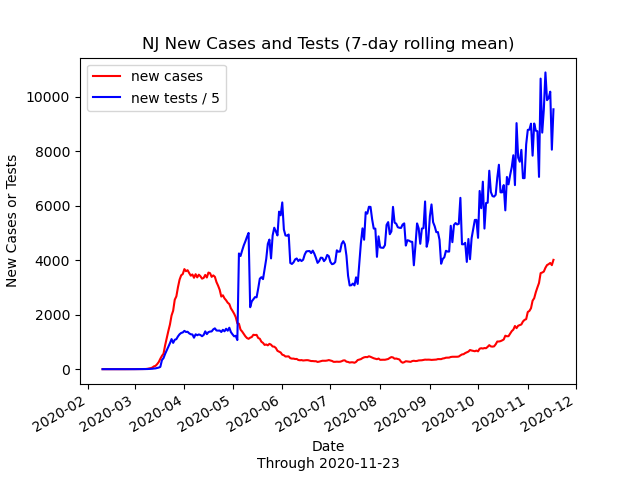 NJ New Cases and Tests (7-day rolling mean)
new cases
new tests / 5
New Cases or Tests
10000
8000
6000
4000
2000
0
2020-02
2020-03
2020-04
2020-05
2020-06
2020-07
2020-08
2020-09
2020-10
2020-11
2020-12
Date
Through 2020-11-23